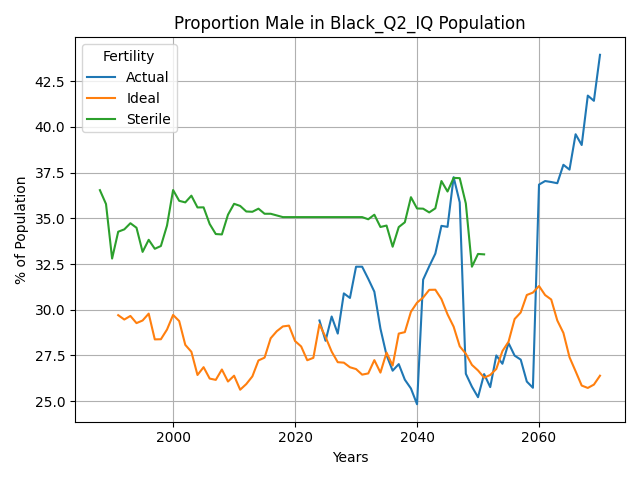 Proportion Male in Black_Q2_IQ Population
Fertility
Actual
Ideal
Sterile
42.5
40.0
37.5
35.0
32.5
30.0
27.5
25.0
% of Population
2000
2020
2040
2060
Years